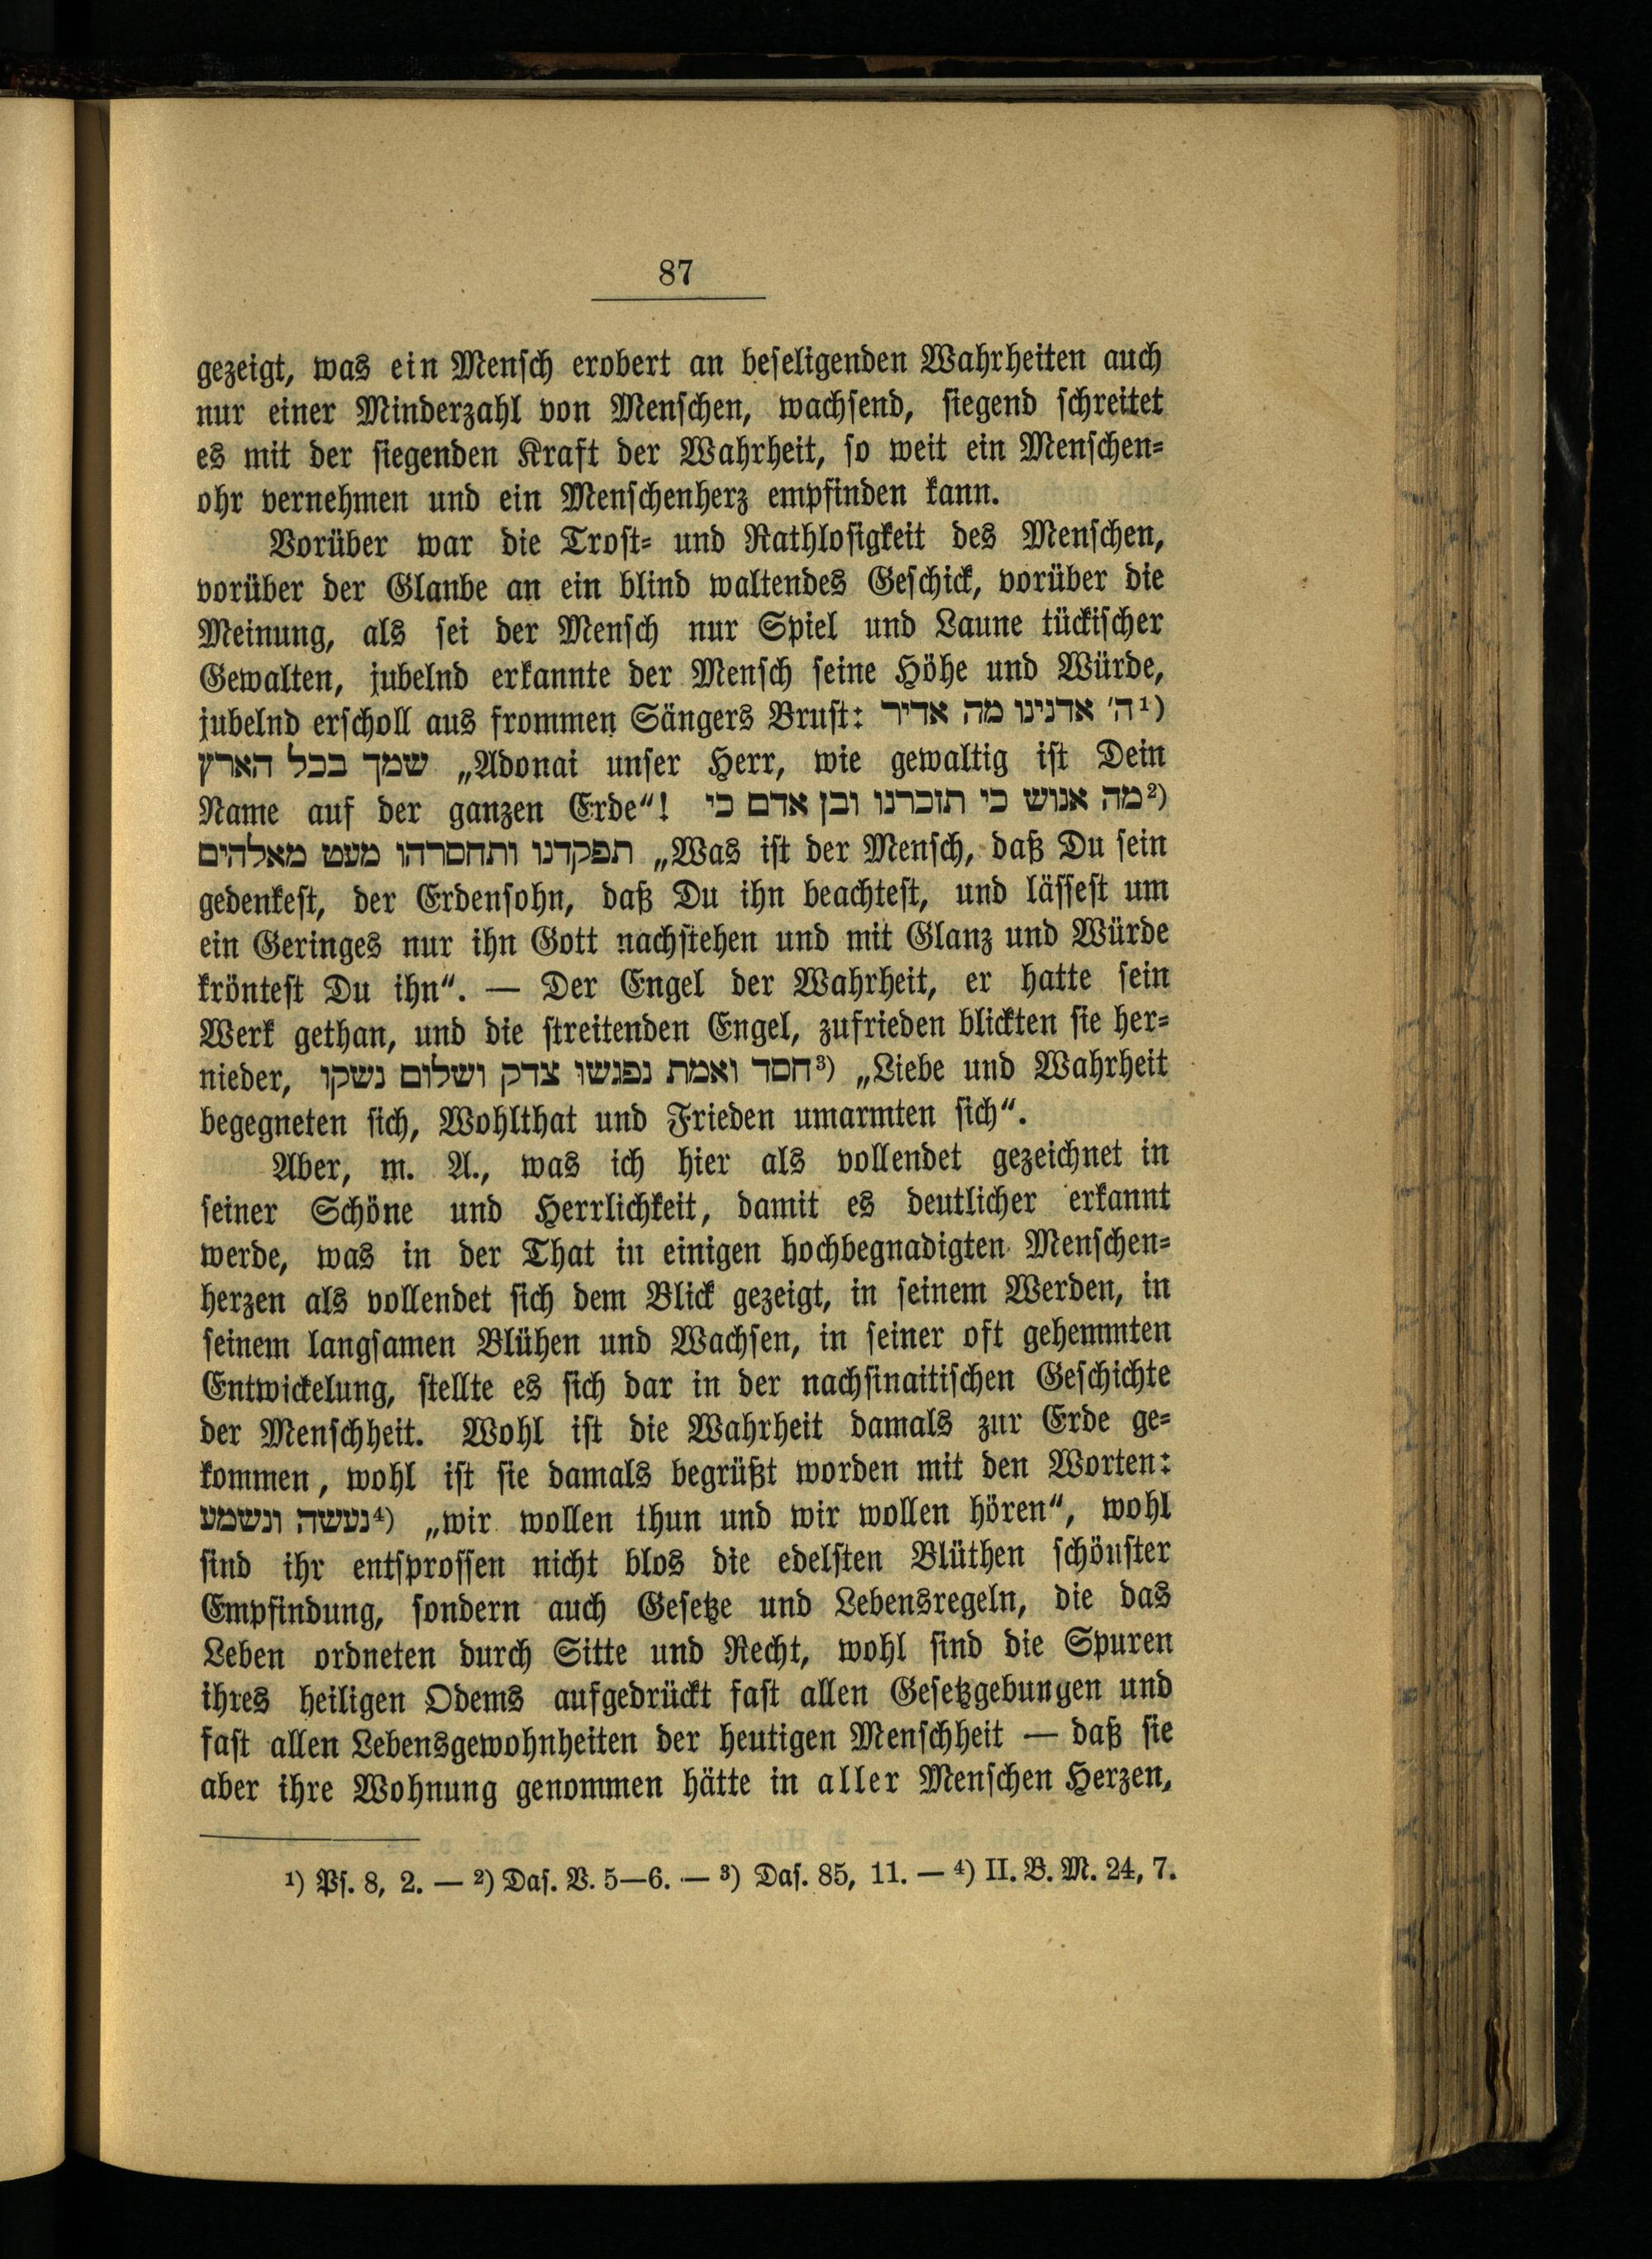 87
gezeigt, was ein Mensch erobert an beseligenden Wahrheiten auch
nur einer Minderzahl von Menschen, wachsend, siegend schreitet
es mit der siegenden Kraft der Wahrheit, so weit ein Menschen-
ohr vernehmen und ein Menschenherz empfinden kann.
Vorüber war die Trost- und Rathlosigkeit des Menschen,
vorüber der Glaube an ein blind waltendes Geschick, vorüber die
Meinung, als sei der Mensch nur Spiel und Laune tückischer
Gewalten, jubelnd erkannte der Mensch seine Höhe und Würde,
jubelnd erscholl aus frommen Sängers Brust: ה׳ אדנינו מה אדיר¹)
שמך בכל הארץ „Adonai unser Herr, wie gewaltig ist Dein
Name auf der ganzen Erde“! מה אנוש כי תזכרנו ובן אדם כי²)
תפקדנו ותחסרהו מעט מאלהים „Was ist der Mensch, daß Du sein
gedenkest, der Erdensohn, daß Du ihn beachtest, und lässest um
ein Geringes nur ihn Gott nachstehen und mit Glanz und Würde
kröntest Du ihn“. — Der Engel der Wahrheit, er hatte sein
Werk gethan, und die streitenden Engel, zufrieden blickten sie her-
nieder, חסד ואמת נפגשו צדק ושלום נשקו³) „Liebe und Wahrheit
begegneten sich, Wohlthat und Frieden umarmten sich“.
Aber, m. A., was ich hier als vollendet gezeichnet in
seiner Schöne und Herrlichkeit, damit es deutlicher erkannt
werde, was in der That in einigen hochbegnadigten Menschen-
herzen als vollendet sich dem Blick gezeigt, in seinem Werden, in
seinem langsamen Blühen und Wachsen, in seiner oft gehemmten
Entwickelung, stellte es sich dar in der nachsinaitischen Geschichte
der Menschheit. Wohl ist die Wahrheit damals zur Erde ge-
kommen, wohl ist sie damals begrüßt worden mit den Worten:
נעשה ונשמע⁴) „wir wollen thun und wir wollen hören“, wohl
sind ihr entsprossen nicht blos die edelsten Blüthen schönster
Empfindung, sondern auch Gesetze und Lebensregeln, die das
Leben ordneten durch Sitte und Recht, wohl sind die Spuren
ihres heiligen Odems aufgedrückt fast allen Gesetzgebungen und
fast allen Lebensgewohnheiten der heutigen Menschheit — daß sie
aber ihre Wohnung genommen hätte in aller Menschen Herzen,
¹) Ps. 8, 2. — ²) Das. V. 5—6. — ³) Das. 85, 11. — ⁴) II. B. M. 24, 7.